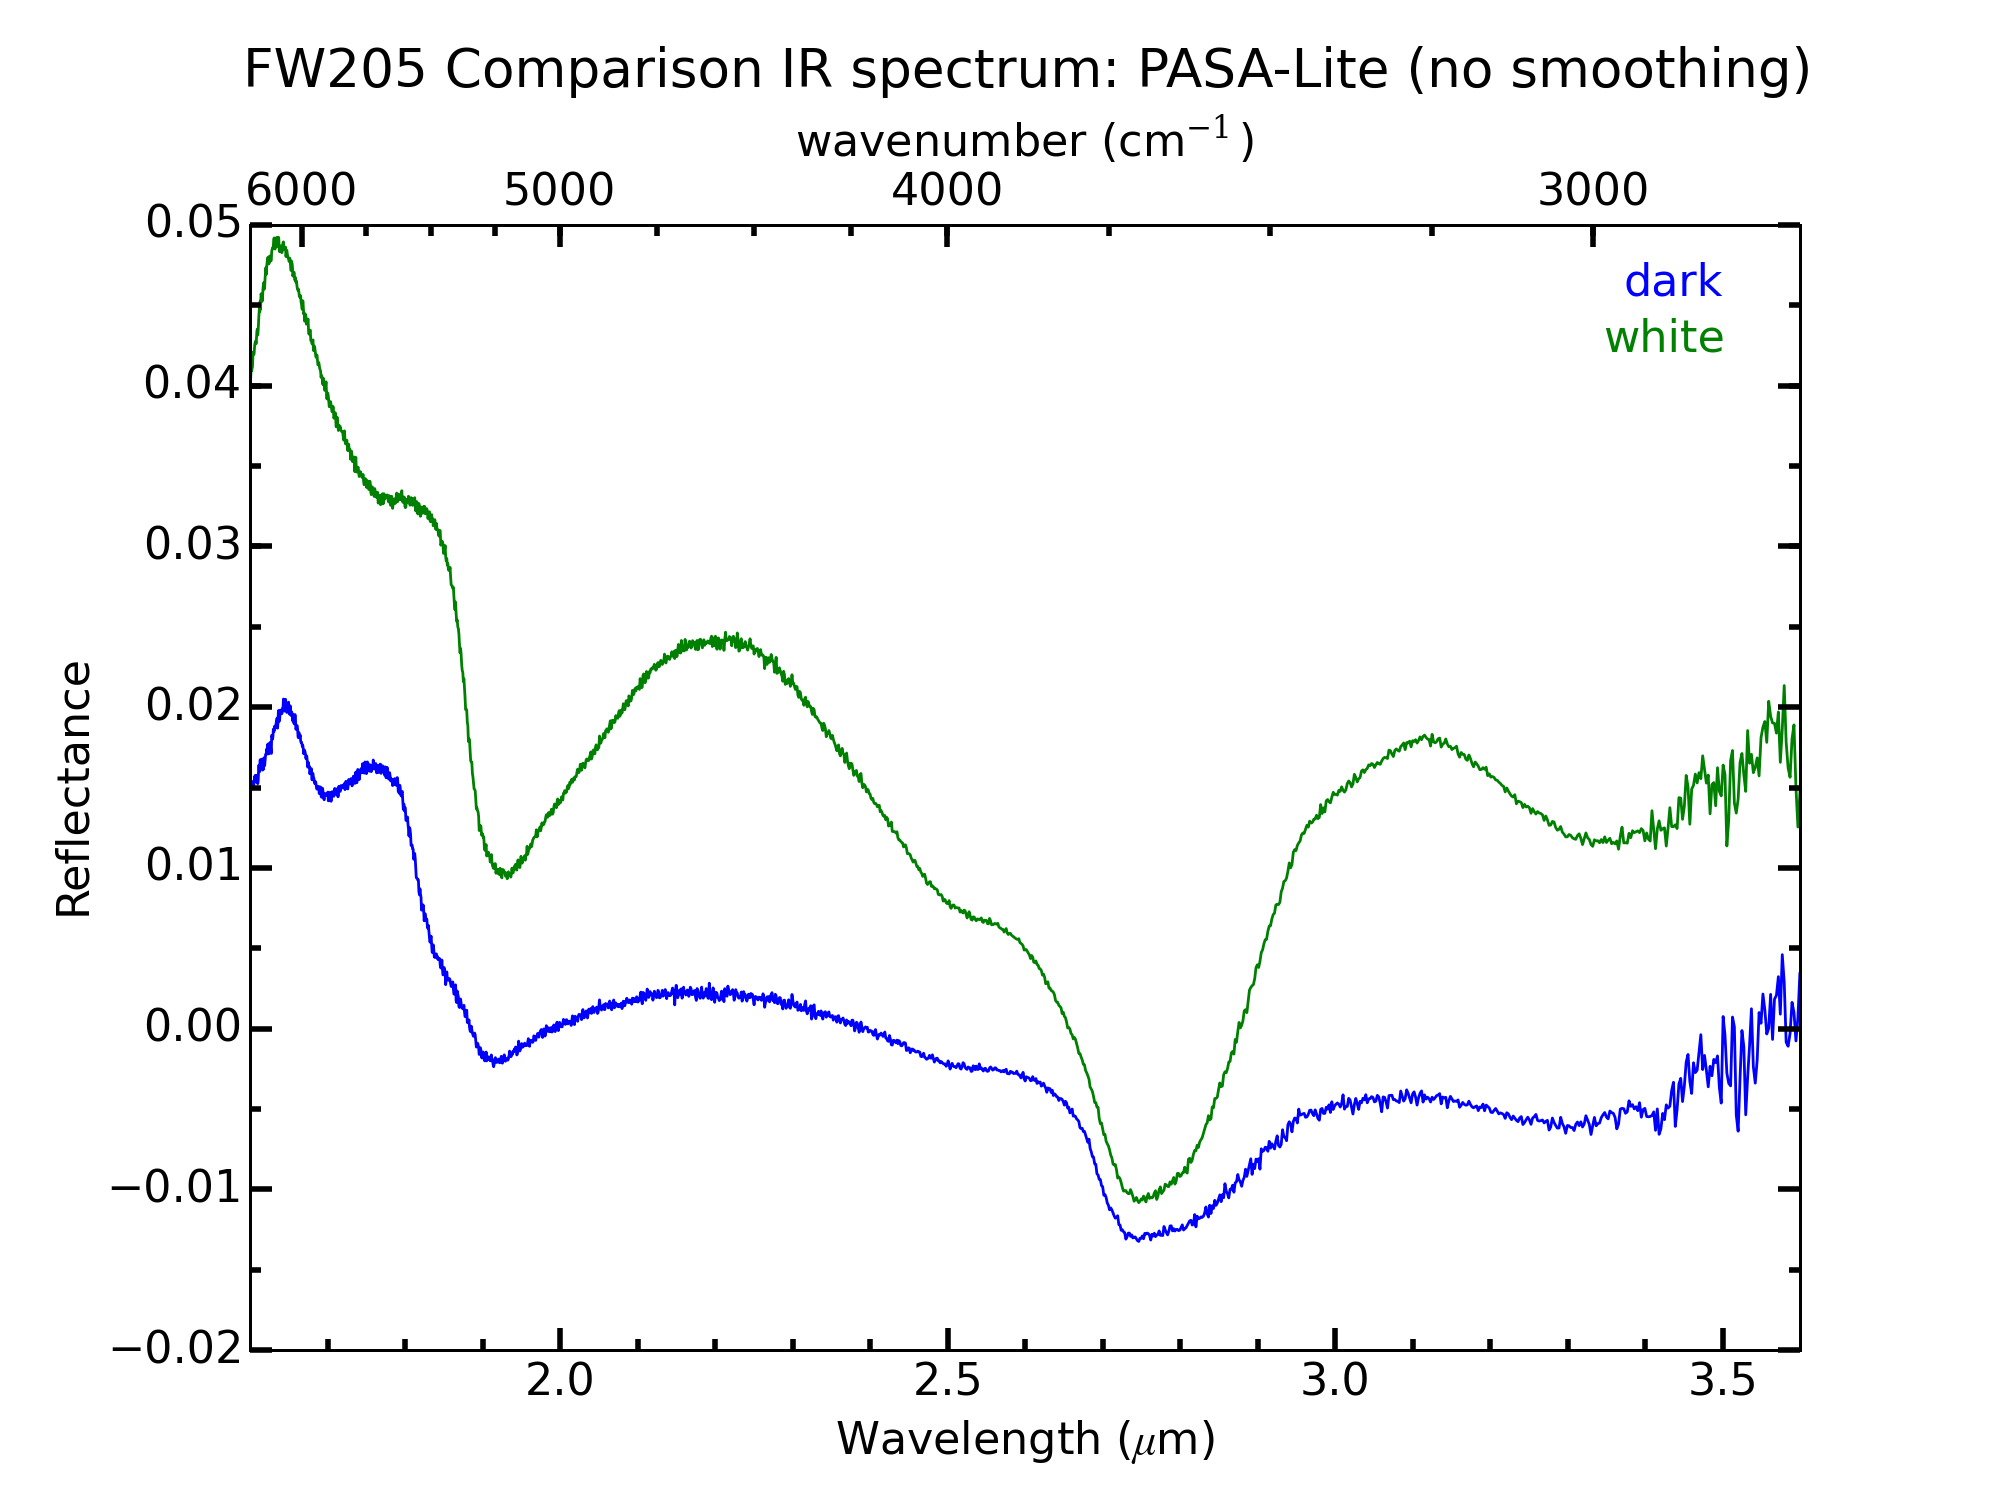 FW205 Comparison IR spectrum: PASA-Lite (no smoothing)
wavenumber (cm⁻¹)
6000 5000 4000 3000
0.05
dark
white
0.04
0.03
0.02
0.01
0.00
−0.01
−0.02
Reflectance
2.0 2.5 3.0 3.5
Wavelength (μm)